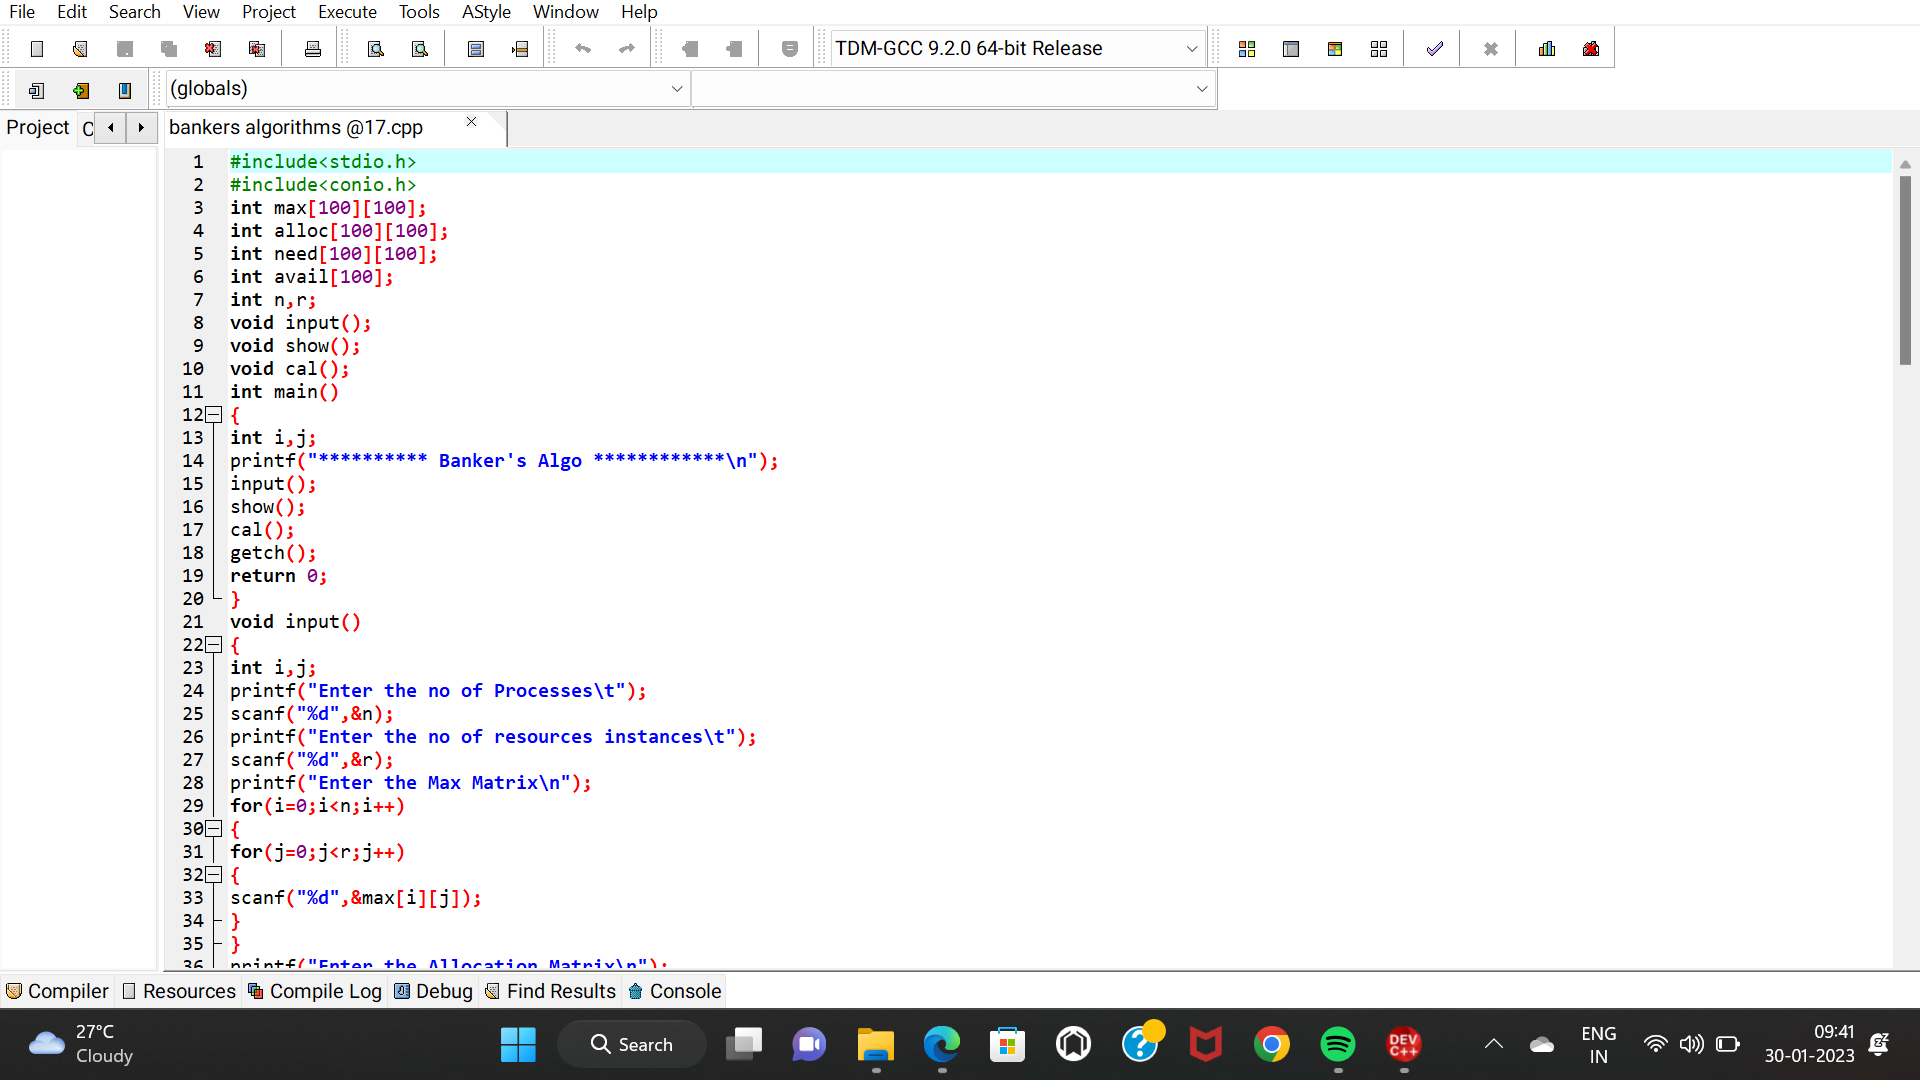 File Edit Search View Project Execute Tools AStyle Window Help
TDM-GCC 9.2.0 64-bit Release
(globals)
Project C bankers algorithms @17.cpp
1 #include<stdio.h>
2 #include<conio.h>
3 int max[100][100];
4 int alloc[100][100];
5 int need[100][100];
6 int avail[100];
7 int n,r;
8 void input();
9 void show();
10 void cal();
11 int main()
12 {
13 int i,j;
14 printf("********** Banker's Algo ************\n");
15 input();
16 show();
17 cal();
18 getch();
19 return 0;
20 }
21 void input()
22 {
23 int i,j;
24 printf("Enter the no of Processes\t");
25 scanf("%d",&n);
26 printf("Enter the no of resources instances\t");
27 scanf("%d",&r);
28 printf("Enter the Max Matrix\n");
29 for(i=0;i<n;i++)
30 {
31 for(j=0;j<r;j++)
32 {
33 scanf("%d",&max[i][j]);
34 }
35 }
36 printf("Enter the Allocation Matrix\n");
Compiler Resources Compile Log Debug Find Results Console
27°C
Cloudy
Search
DEV
C++
ENG
IN
09:41
30-01-2023